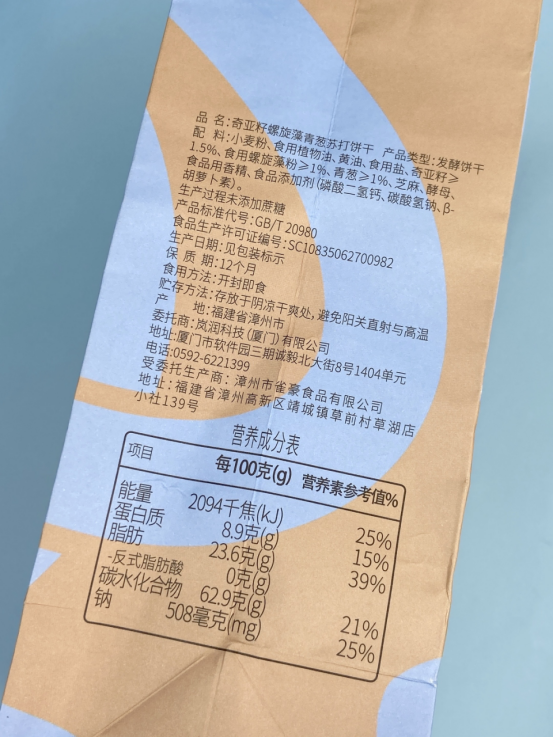 品 名:奇亚籽螺旋藻青葱苏打饼干 产品类型:发酵饼干
配 料:小麦粉、食用植物油、黄油、食用盐、奇亚籽≥
1.5%、食用螺旋藻粉≥1%、青葱≥1%、芝麻、酵母、
食品用香精、食品添加剂(磷酸二氢钙、碳酸氢钠、β-
胡萝卜素)。
生产过程未添加蔗糖
产品标准代号:GB/T 20980
食品生产许可证编号:SC10835062700982
生产日期:见包装标示
保 质 期:12个月
食用方法:开封即食
贮存方法:存放于阴凉干爽处,避免阳关直射与高温
产 地:福建省漳州市
委托商:岚润科技(厦门)有限公司
地址:厦门市软件园三期诚毅北大街8号1404单元
电话:0592-6221399
受委托生产商:漳州市雀豪食品有限公司
地址:福建省漳州高新区靖城镇草前村草湖店
小社139号
营养成分表
项目 每100克(g) 营养素参考值%
能量 2094千焦(kJ) 25%
蛋白质 8.9克(g) 15%
脂肪 23.6克(g) 39%
-反式脂肪酸 0克(g)
碳水化合物 62.9克(g) 21%
钠 508毫克(mg) 25%